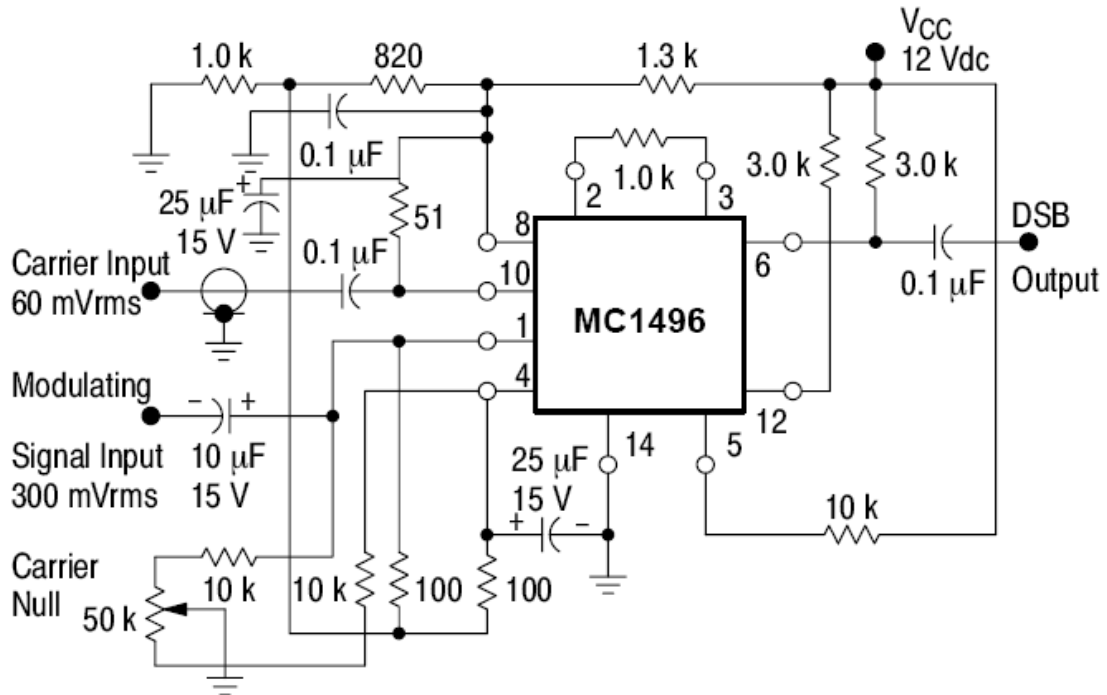 V_CC
12 Vdc
1.0 k
820
1.3 k
0.1 μF
1.0 k
3.0 k
3.0 k
25 μF
+
15 V
51
2
3
8
6
DSB
Output
0.1 μF
Carrier Input
60 mVrms
0.1 μF
10
MC1496
1
4
12
Modulating
− +
Signal Input
300 mVrms
10 μF
15 V
14
5
25 μF
15 V
+ −
10 k
Carrier
Null
50 k
10 k
10 k
100
100